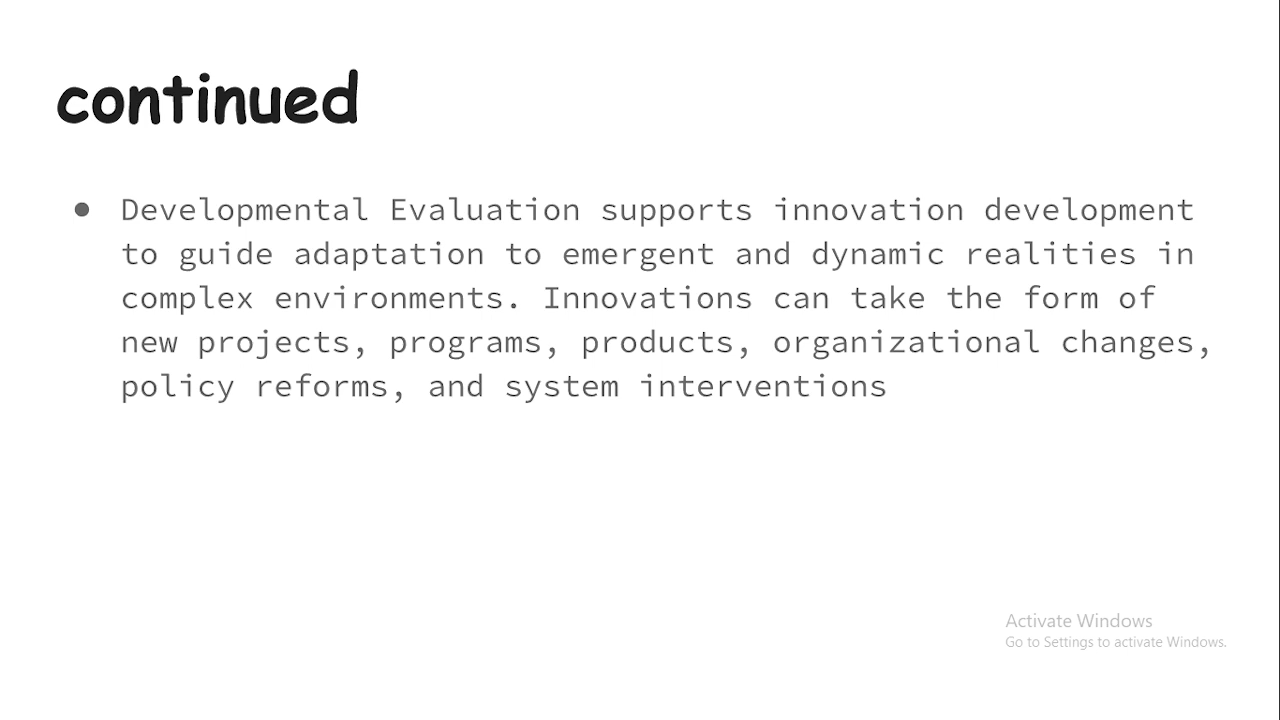 continued
● Developmental Evaluation supports innovation development
to guide adaptation to emergent and dynamic realities in
complex environments. Innovations can take the form of
new projects, programs, products, organizational changes,
policy reforms, and system interventions
Activate Windows
Go to Settings to activate Windows.